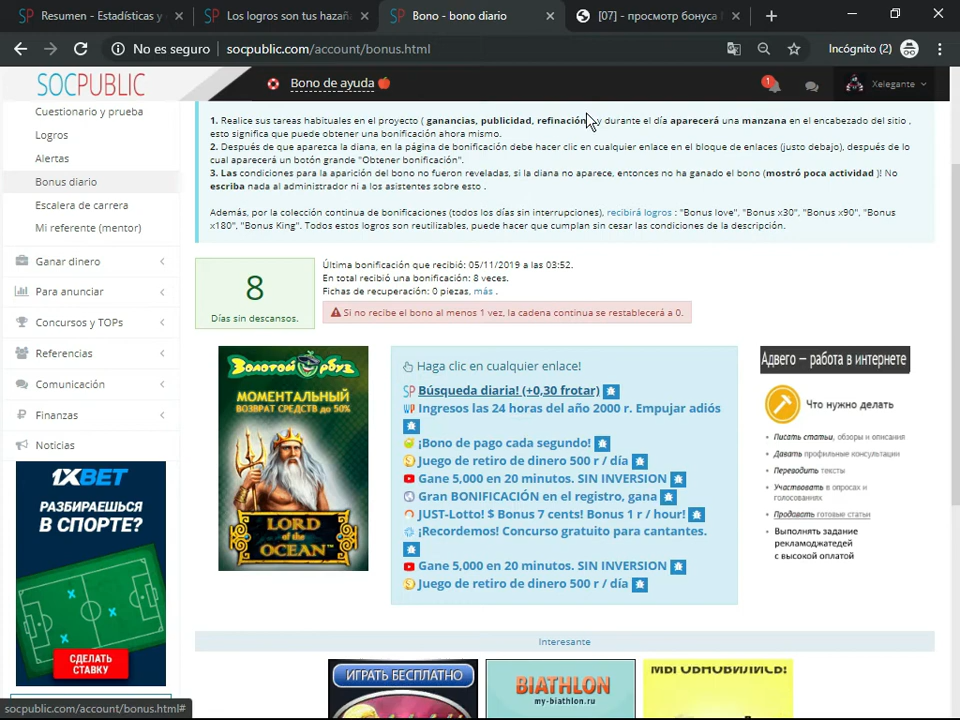 Resumen - Estadísticas y
Los logros son tus hazañ
Bono - bono diario
[07] - просмотр бонуса
No es seguro
socpublic.com/account/bonus.html
Incógnito (2)
SOCPUBLIC
Bono de ayuda
1
Xelegante
Cuestionario y prueba
Logros
Alertas
Bonus diario
Escalera de carrera
Mi referente (mentor)
Ganar dinero
Para anunciar
Concursos y TOPs
Referencias
Comunicación
Finanzas
Noticias
1XBET
РАЗБИРАЕШЬСЯ
В СПОРТЕ?
СДЕЛАТЬ
СТАВКУ
1. Realice sus tareas habituales en el proyecto ( ganancias, publicidad, refinación y durante el día aparecerá una manzana en el encabezado del sitio ,
esto significa que puede obtener una bonificación ahora mismo.
2. Después de que aparezca la diana, en la página de bonificación debe hacer clic en cualquier enlace en el bloque de enlaces (justo debajo), después de lo
cual aparecerá un botón grande "Obtener bonificación".
3. Las condiciones para la aparición del bono no fueron reveladas, si la diana no aparece, entonces no ha ganado el bono (mostró poca actividad )! No
escriba nada al administrador ni a los asistentes sobre esto .
Además, por la colección continua de bonificaciones (todos los días sin interrupciones), recibirá logros : "Bonus love", "Bonus x30", "Bonus x90", "Bonus
x180", "Bonus King". Todos estos logros son reutilizables, puede hacer que cumplan sin cesar las condiciones de la descripción.
8
Días sin descansos.
Última bonificación que recibió: 05/11/2019 a las 03:52.
En total recibió una bonificación: 8 veces.
Fichas de recuperación: 0 piezas, más .
Si no recibe el bono al menos 1 vez, la cadena continua se restablecerá a 0.
Золотой Арбуз
МОМЕНТАЛЬНЫЙ
ВОЗВРАТ СРЕДСТВ до 50%
LORD
of the
OCEAN™
Haga clic en cualquier enlace!
Búsqueda diaria! (+0,30 frotar)
Ingresos las 24 horas del año 2000 r. Empujar adiós
¡Bono de pago cada segundo!
Juego de retiro de dinero 500 r / día
Gane 5,000 en 20 minutos. SIN INVERSION
Gran BONIFICACIÓN en el registro, gana
JUST-Lotto! $ Bonus 7 cents! Bonus 1 r / hour!
¡Recordemos! Concurso gratuito para cantantes.
Gane 5,000 en 20 minutos. SIN INVERSION
Juego de retiro de dinero 500 r / día
Адвего — работа в интернете
Что нужно делать
Писать статьи, обзоры и описания
Давать профильные консультации
Переводить тексты
Участвовать в опросах и
голосованиях
Продавать готовые статьи
Выполнять задание
рекламоджателей
с высокой оплатой
Interesante
ИГРАТЬ БЕСПЛАТНО
BIATHLON
my-biathlon.ru
МЫ ОБНОВИЛИСЬ!
socpublic.com/account/bonus.html#